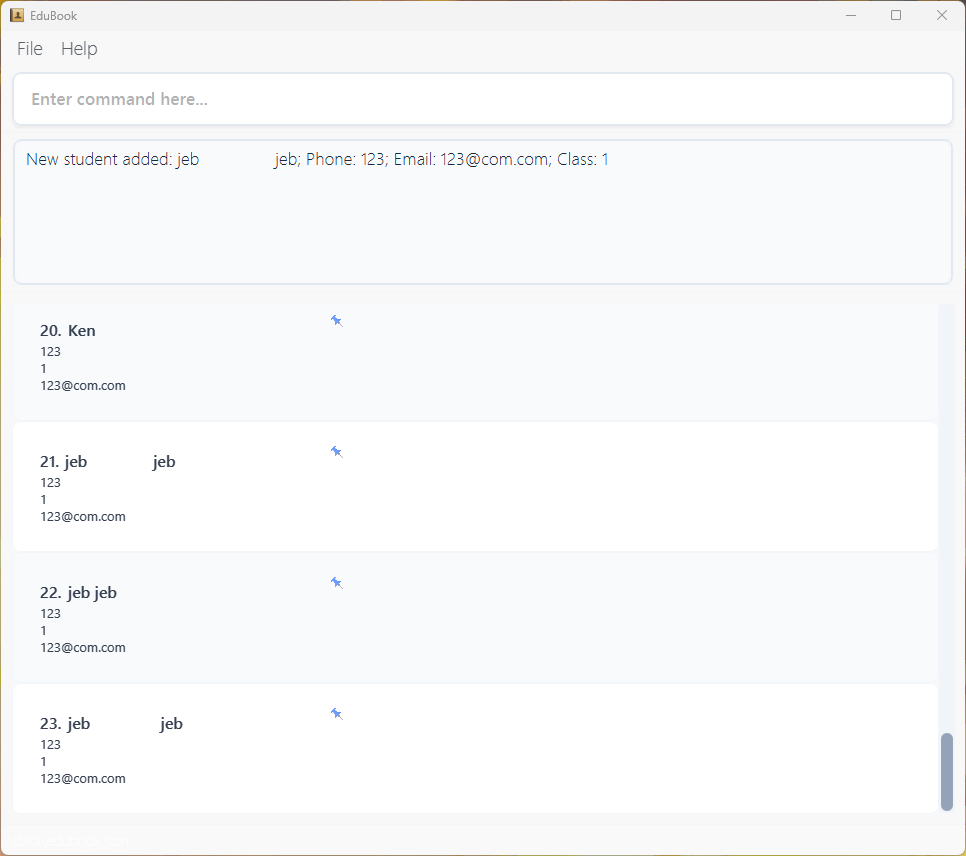 EduBook
File Help
Enter command here...
New student added: jeb                jeb; Phone: 123; Email: 123@com.com; Class: 1
20. Ken
123
1
123@com.com
21. jeb                jeb
123
1
123@com.com
22. jeb jeb
123
1
123@com.com
23. jeb                 jeb
123
1
123@com.com